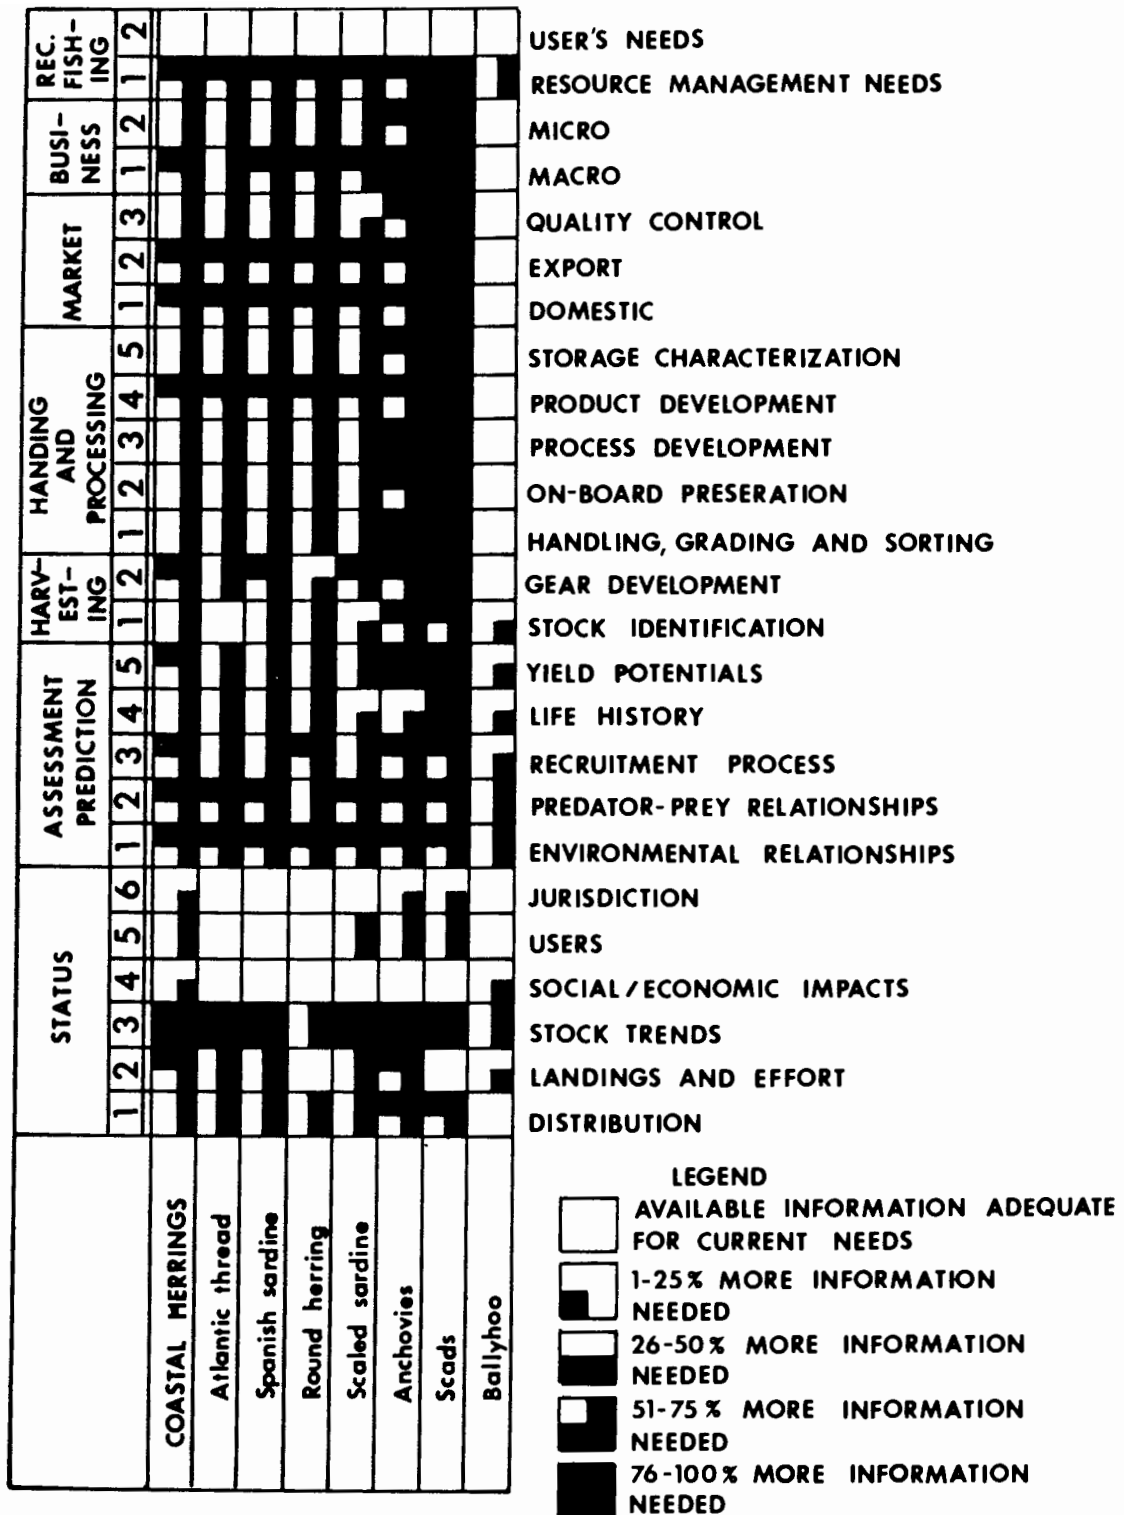 REC.
FISH-
ING
2
USER'S NEEDS
1
RESOURCE MANAGEMENT NEEDS
BUSI-
NESS
2
MICRO
1
MACRO
MARKET
3
QUALITY CONTROL
2
EXPORT
1
DOMESTIC
HANDING
AND
PROCESSING
5
STORAGE CHARACTERIZATION
4
PRODUCT DEVELOPMENT
3
PROCESS DEVELOPMENT
2
ON-BOARD PRESERATION
1
HANDLING, GRADING AND SORTING
HARV-
EST-
ING
2
GEAR DEVELOPMENT
1
STOCK IDENTIFICATION
ASSESSMENT
PREDICTION
5
YIELD POTENTIALS
4
LIFE HISTORY
3
RECRUITMENT PROCESS
2
PREDATOR-PREY RELATIONSHIPS
1
ENVIRONMENTAL RELATIONSHIPS
STATUS
6
JURISDICTION
5
USERS
4
SOCIAL/ECONOMIC IMPACTS
3
STOCK TRENDS
2
LANDINGS AND EFFORT
1
DISTRIBUTION
COASTAL HERRINGS
Atlantic thread
Spanish sardine
Round herring
Scaled sardine
Anchovies
Scads
Ballyhoo
LEGEND
AVAILABLE INFORMATION ADEQUATE
FOR CURRENT NEEDS
1-25% MORE INFORMATION
NEEDED
26-50% MORE INFORMATION
NEEDED
51-75% MORE INFORMATION
NEEDED
76-100% MORE INFORMATION
NEEDED